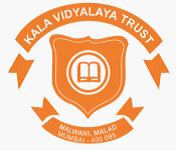 KALA VIDYALAYA TRUST
MALWANI, MALAD
MUMBAI - 400 095